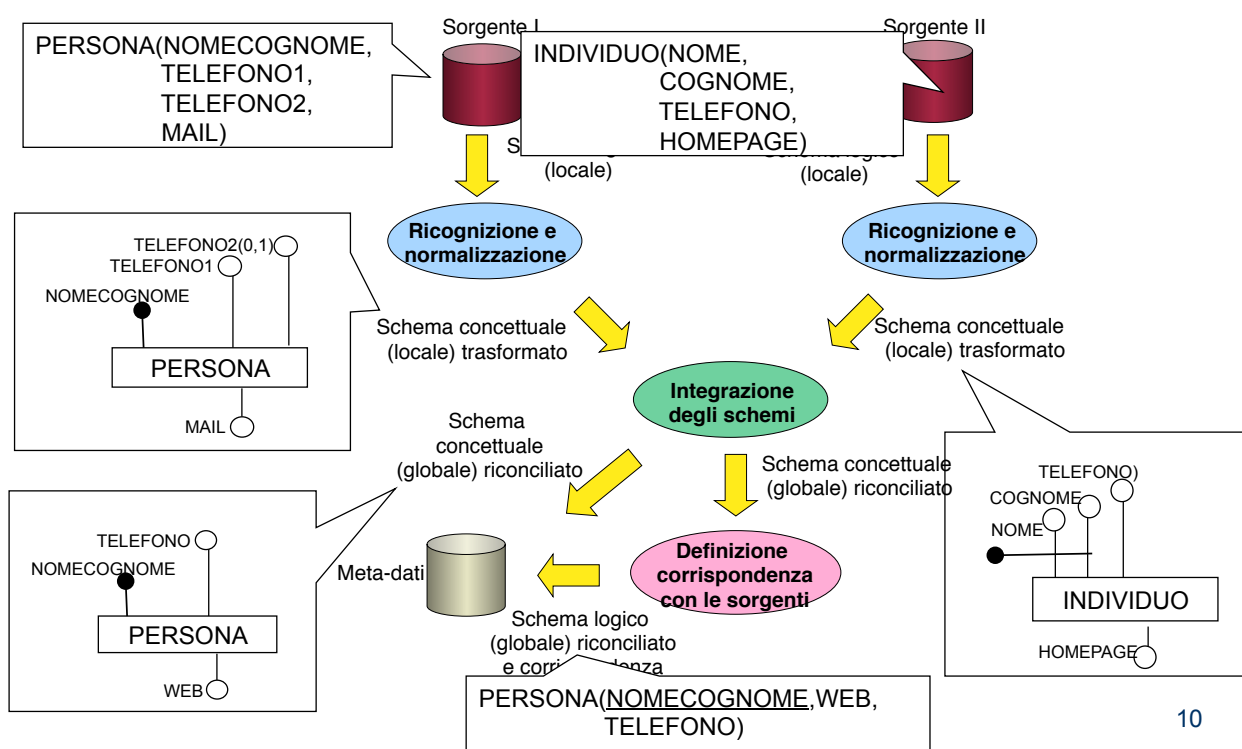 Sorgente I
Sorgente II
PERSONA(NOMECOGNOME,
TELEFONO1,
TELEFONO2,
MAIL)
INDIVIDUO(NOME,
COGNOME,
TELEFONO,
HOMEPAGE)
(locale)
(locale)
Ricognizione e
normalizzazione
Ricognizione e
normalizzazione
TELEFONO2(0,1)
TELEFONO1
NOMECOGNOME
PERSONA
MAIL
Schema concettuale
(locale) trasformato
Schema concettuale
(locale) trasformato
Integrazione
degli schemi
Schema
concettuale
(globale) riconciliato
Schema concettuale
(globale) riconciliato
TELEFONO)
COGNOME
NOME
INDIVIDUO
HOMEPAGE
TELEFONO
NOMECOGNOME
PERSONA
WEB
Meta-dati
Definizione
corrispondenza
con le sorgenti
Schema logico
(globale) riconciliato
PERSONA(NOMECOGNOME,WEB,
TELEFONO)
10